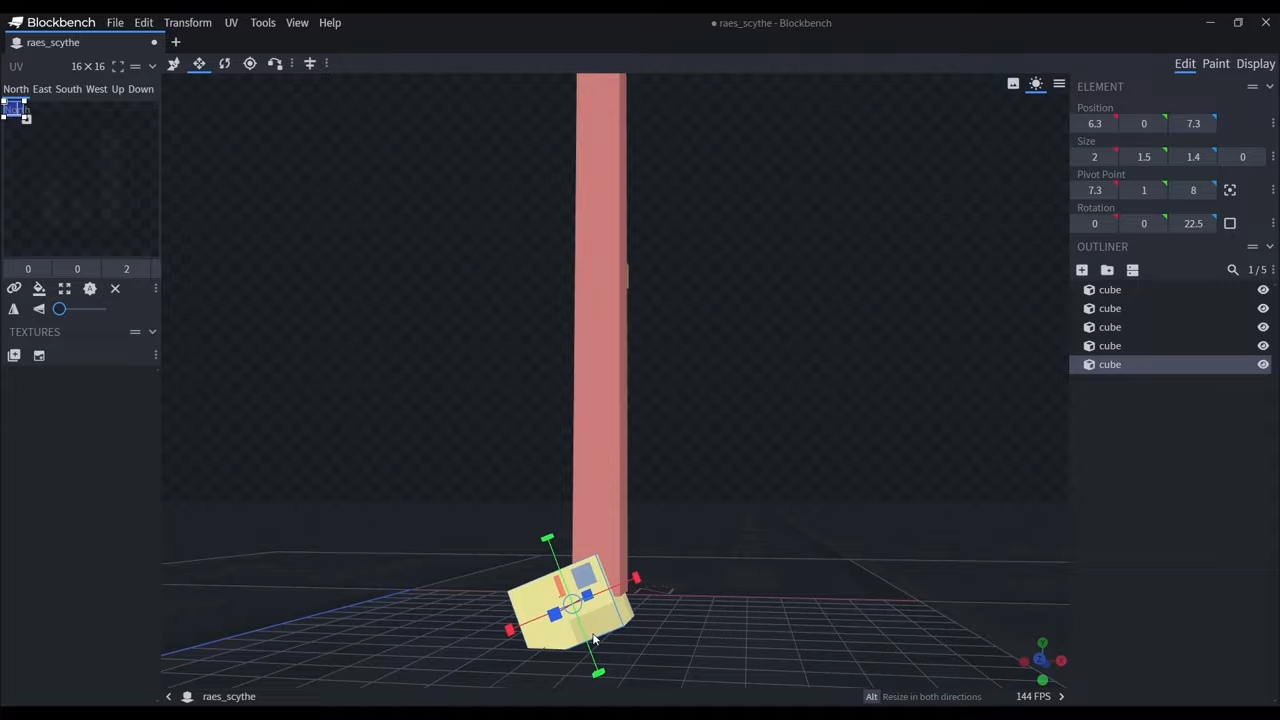 Blockbench File Edit Transform UV Tools View Help
● raes_scythe - Blockbench
raes_scythe
UV 16×16
Edit Paint Display
North East South West Up Down
North
0 0 2
TEXTURES
ELEMENT
Position
6.3 0 7.3
Size
2 1.5 1.4 0
Pivot Point
7.3 1 8
Rotation
0 0 22.5
OUTLINER
1/5
cube
cube
cube
cube
cube
raes_scythe
Alt Resize in both directions 144 FPS